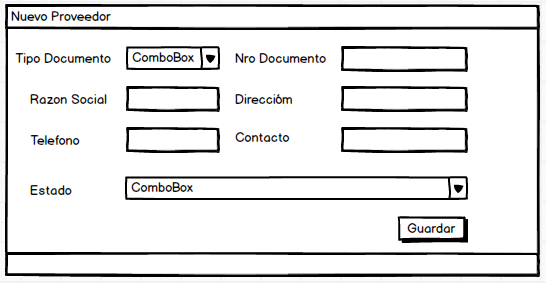 Nuevo Proveedor
Tipo Documento ComboBox Nro Documento
Razon Social Direccióm
Telefono Contacto
Estado ComboBox
Guardar